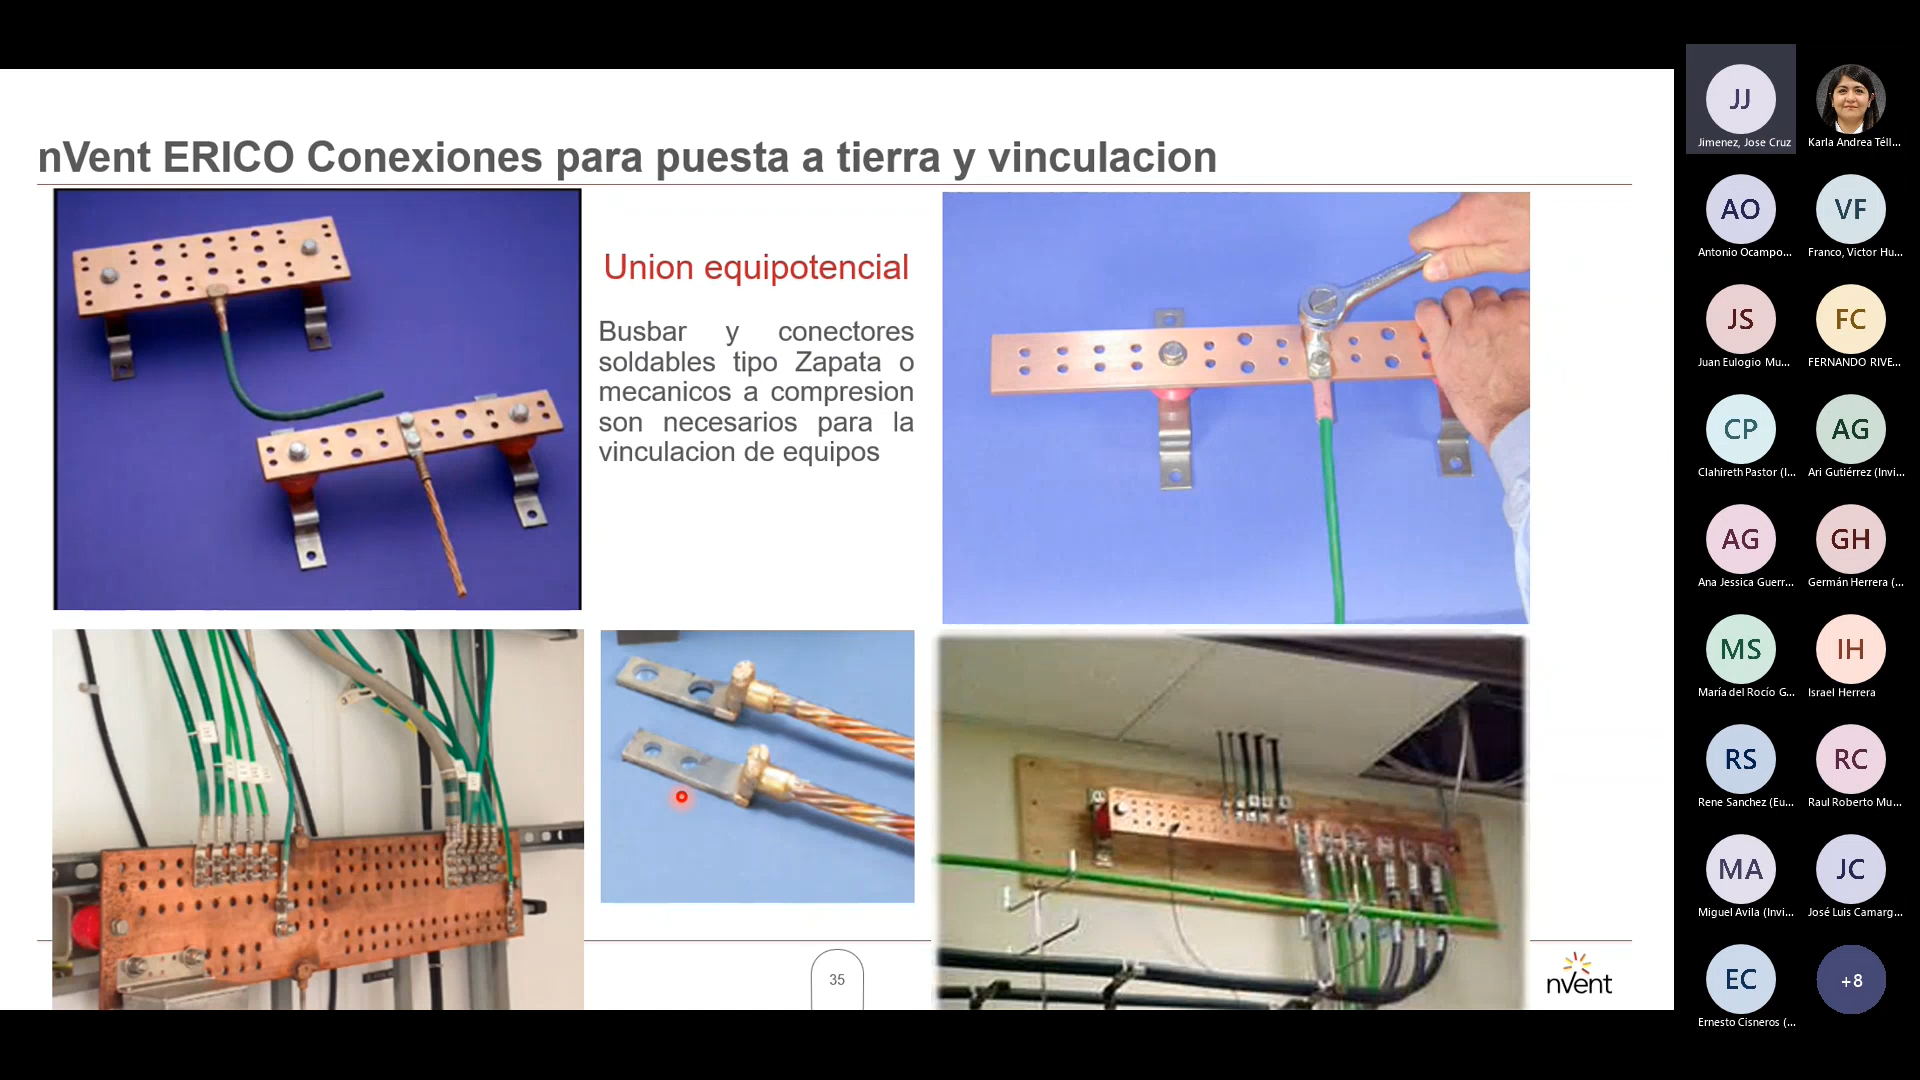 nVent ERICO Conexiones para puesta a tierra y vinculacion
Union equipotencial
Busbar y conectores
soldables tipo Zapata o
mecanicos a compresion
son necesarios para la
vinculacion de equipos
35
nVent
JJ
Jimenez, Jose Cruz
Karla Andrea Téll...
AO
Antonio Ocampo...
VF
Franco, Victor Hu...
JS
Juan Eulogio Mu...
FC
FERNANDO RIVE...
CP
Clahireth Pastor (I...
AG
Ari Gutiérrez (Invi...
AG
Ana Jessica Guerr...
GH
Germán Herrera (...
MS
María del Rocío G...
IH
Israel Herrera
RS
Rene Sanchez (Eu...
RC
Raul Roberto Mu...
MA
Miguel Avila (Invi...
JC
José Luis Camarg...
EC
Ernesto Cisneros (...
+8